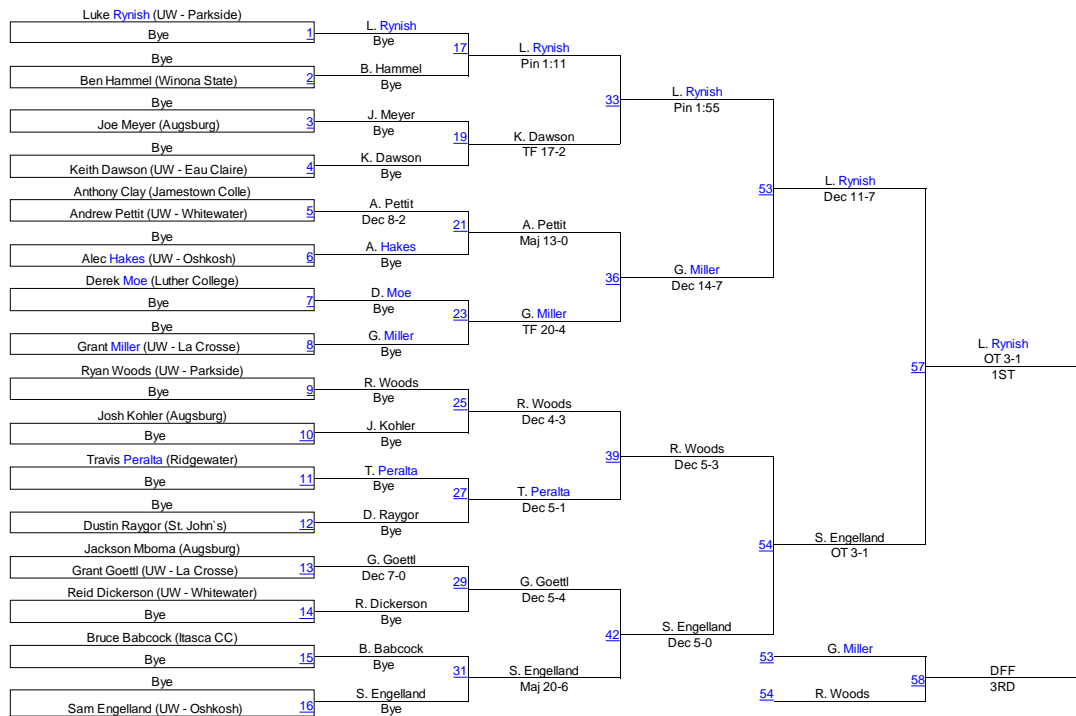 Luke Rynish (UW - Parkside)
Bye 1
Bye
Ben Hammel (Winona State) 2
Bye
Joe Meyer (Augsburg) 3
Bye
Keith Dawson (UW - Eau Claire) 4
Anthony Clay (Jamestown Colle)
Andrew Pettit (UW - Whitewater) 5
Bye
Alec Hakes (UW - Oshkosh) 6
Derek Moe (Luther College)
Bye 7
Bye
Grant Miller (UW - La Crosse) 8
Ryan Woods (UW - Parkside)
Bye 9
Josh Kohler (Augsburg)
Bye 10
Travis Peralta (Ridgewater)
Bye 11
Bye
Dustin Raygor (St. John`s) 12
Jackson Mboma (Augsburg)
Grant Goettl (UW - La Crosse) 13
Reid Dickerson (UW - Whitewater)
Bye 14
Bruce Babcock (Itasca CC)
Bye 15
Bye
Sam Engelland (UW - Oshkosh) 16
L. Rynish
Bye
17
B. Hammel
Bye
J. Meyer
Bye
19
K. Dawson
Bye
A. Pettit
Dec 8-2
21
A. Hakes
Bye
D. Moe
Bye
23
G. Miller
Bye
R. Woods
Bye
25
J. Kohler
Bye
T. Peralta
Bye
27
D. Raygor
Bye
G. Goettl
Dec 7-0
29
R. Dickerson
Bye
B. Babcock
Bye
31
S. Engelland
Bye
L. Rynish
Pin 1:11
33
K. Dawson
TF 17-2
A. Pettit
Maj 13-0
36
G. Miller
TF 20-4
R. Woods
Dec 4-3
39
T. Peralta
Dec 5-1
G. Goettl
Dec 5-4
42
S. Engelland
Maj 20-6
L. Rynish
Pin 1:55
53
G. Miller
Dec 14-7
R. Woods
Dec 5-3
54
S. Engelland
Dec 5-0
L. Rynish
Dec 11-7
57
S. Engelland
OT 3-1
L. Rynish
OT 3-1
1ST
53 G. Miller
58
54 R. Woods
DFF
3RD